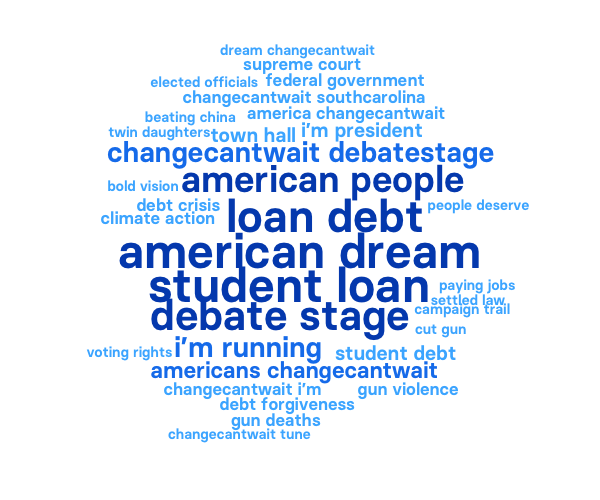 dream changecantwait
supreme court
elected officials federal government
changecantwait southcarolina
beating china america changecantwait
twin daughters town hall i'm president
changecantwait debatestage
bold vision american people
debt crisis loan debt people deserve
climate action
american dream
student loan paying jobs
settled law
debate stage campaign trail
cut gun
voting rights i'm running student debt
americans changecantwait
changecantwait i'm gun violence
debt forgiveness
gun deaths
changecantwait tune